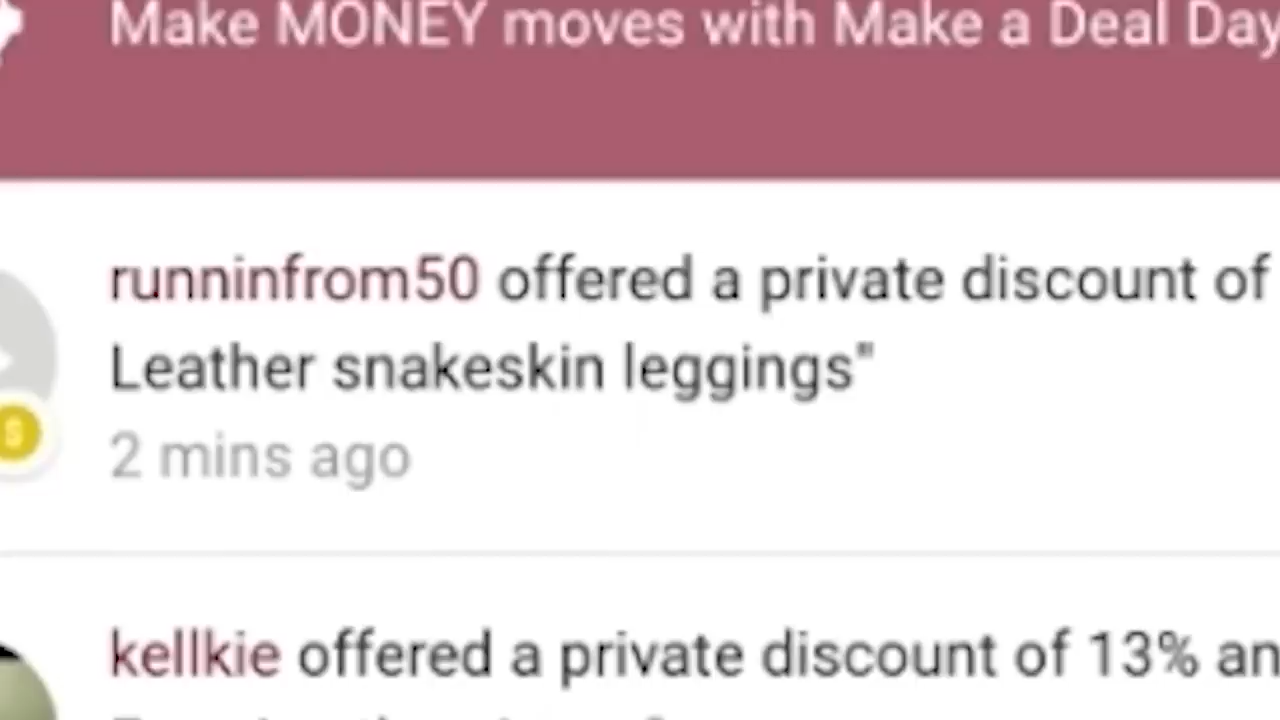 Make MONEY moves with Make a Deal Day
runninfrom50 offered a private discount of
Leather snakeskin leggings"
2 mins ago
kellkie offered a private discount of 13% an